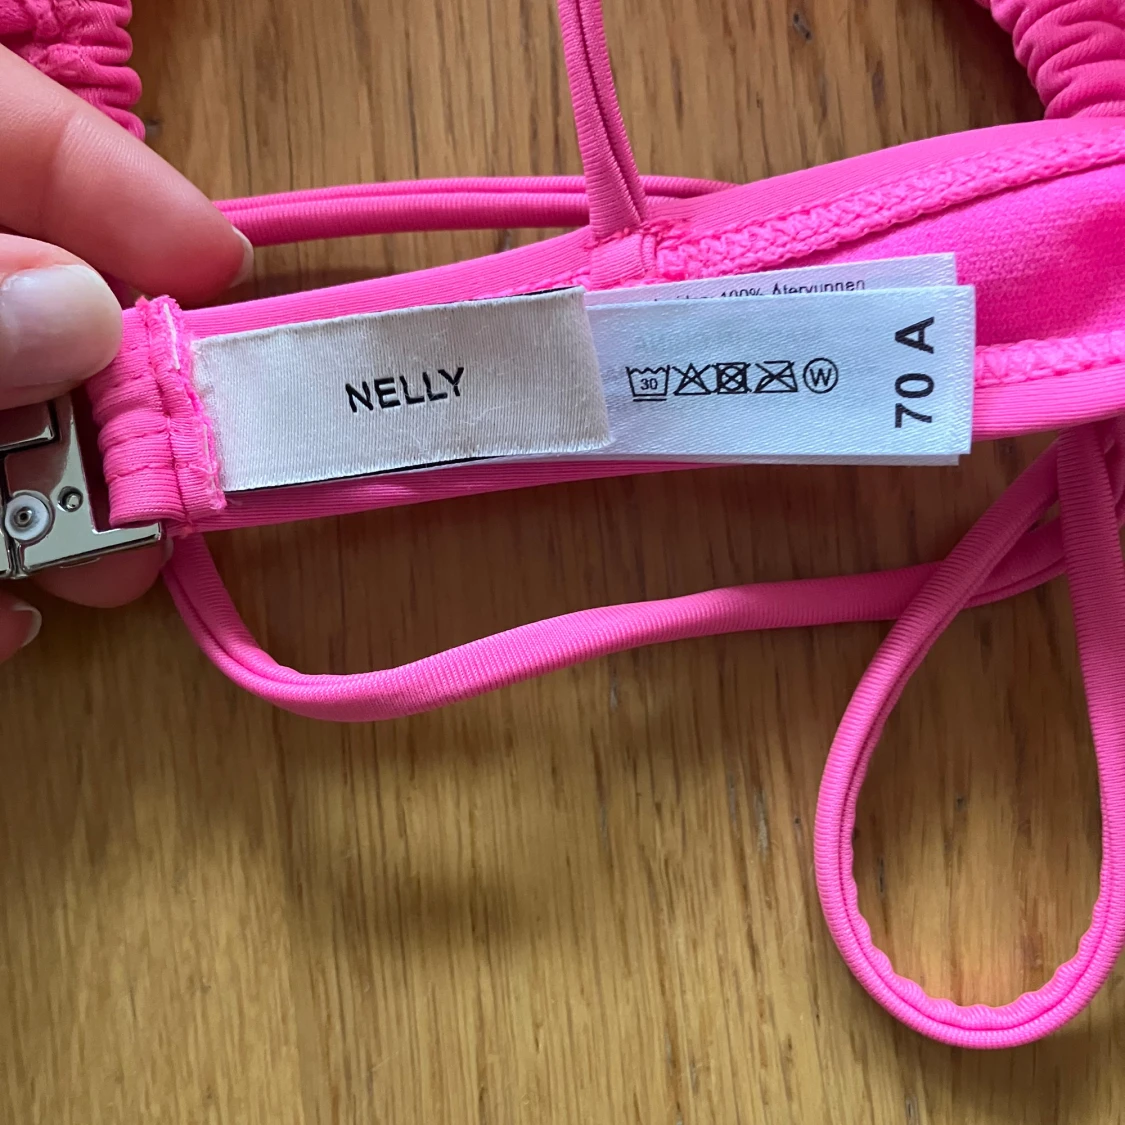 NELLY
100% Återvunnen
30
W
70 A